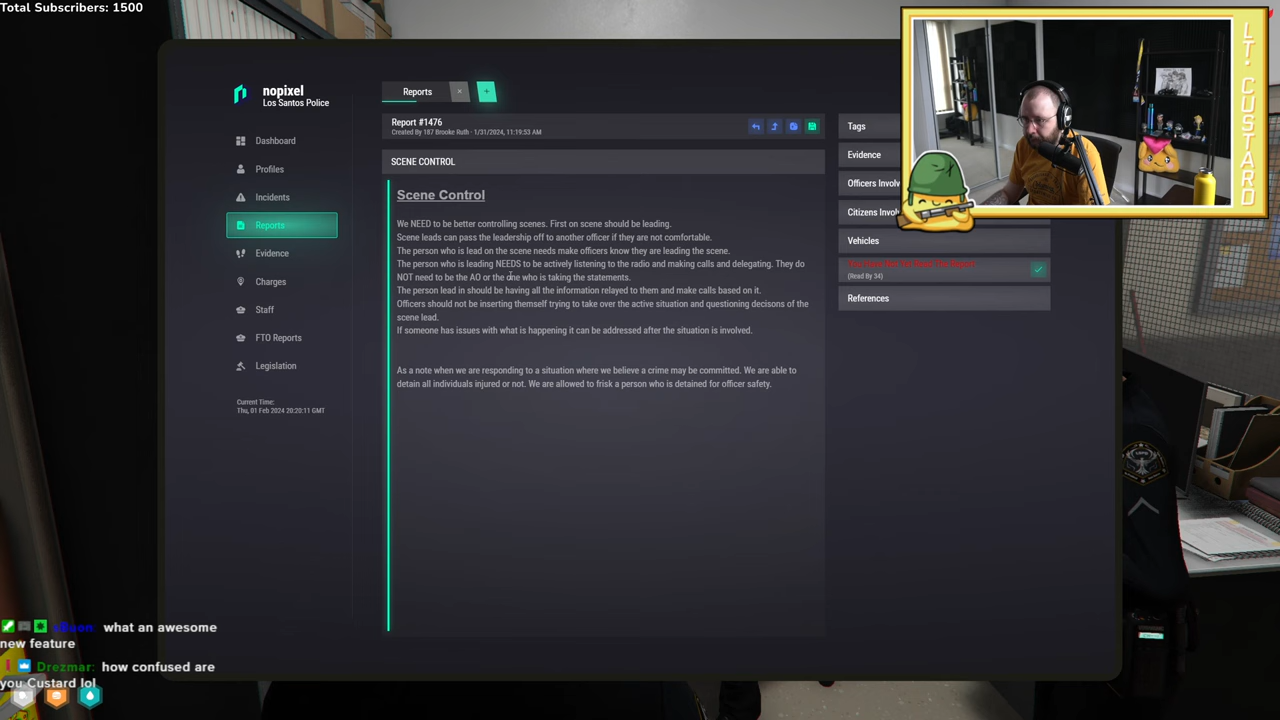 Total Subscribers: 1500
nopixel
Los Santos Police
Dashboard
Profiles
Incidents
Reports
Evidence
Charges
Staff
FTO Reports
Legislation
Current Time:
Thu, 01 Feb 2024 20:20:11 GMT
Reports
×
+
Report #1476
Created By 187 Brooke Ruth · 1/31/2024, 11:19:53 AM
SCENE CONTROL
Scene Control
We NEED to be better controlling scenes. First on scene should be leading.
Scene leads can pass the leadership off to another officer if they are not comfortable.
The person who is lead on the scene needs make officers know they are leading the scene.
The person who is leading NEEDS to be actively listening to the radio and making calls and delegating. They do
NOT need to be the AO or the one who is taking the statements.
The person lead in should be having all the information relayed to them and make calls based on it.
Officers should not be inserting themself trying to take over the active situation and questioning decisons of the
scene lead.
If someone has issues with what is happening it can be addressed after the situation is involved.
As a note when we are responding to a situation where we believe a crime may be committed. We are able to
detain all individuals injured or not. We are allowed to frisk a person who is detained for officer safety.
Tags
Evidence
Officers Involv
Citizens Invol
Vehicles
You Have Not Yet Read The Report
(Read By 34)
References
LT. CUSTARD
what an awesome
new feature
Drezmar: how confused are
you Custard lol